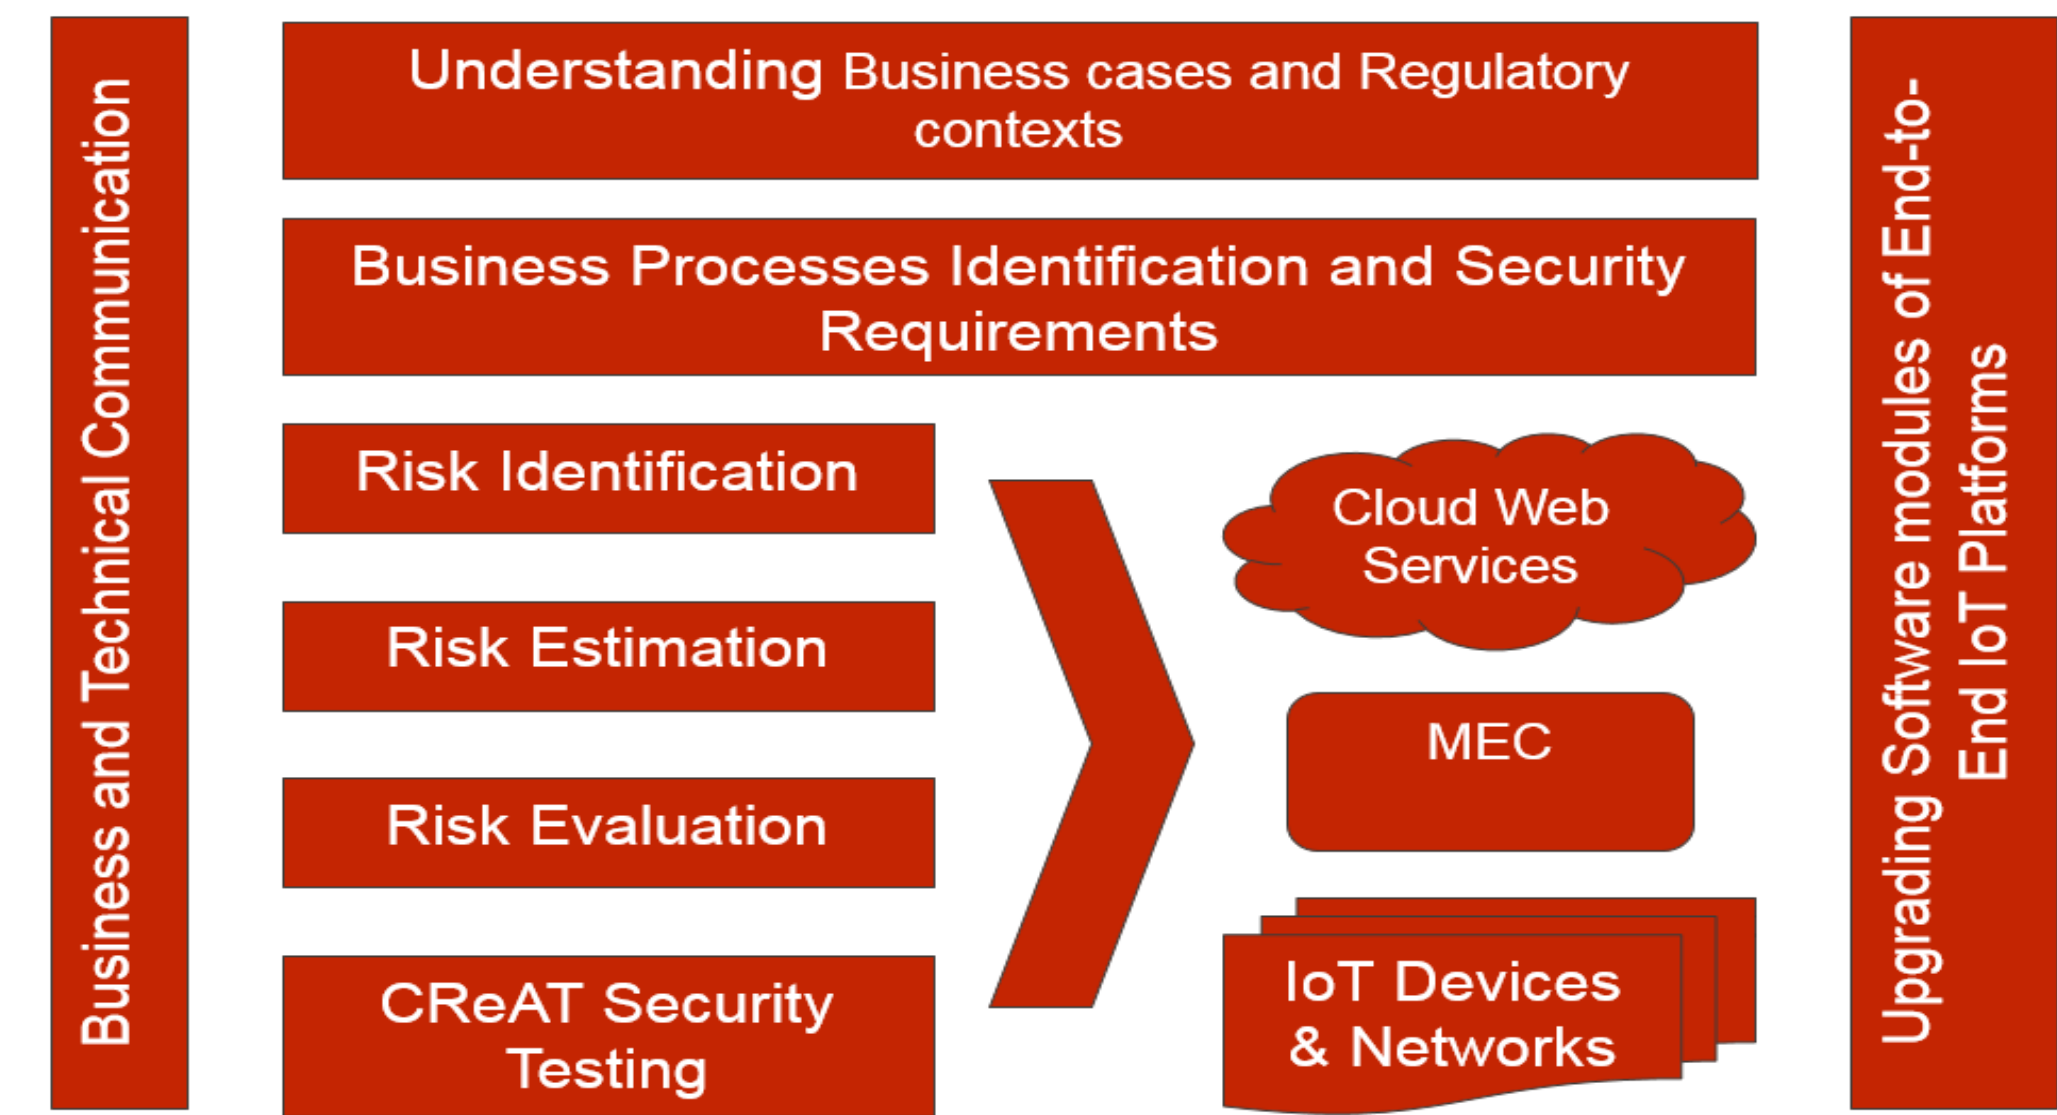 Business and Technical Communication
Understanding Business cases and Regulatory
contexts
Business Processes Identification and Security
Requirements
Risk Identification
Risk Estimation
Risk Evaluation
CReAT Security
Testing
Cloud Web
Services
MEC
IoT Devices
& Networks
Upgrading Software modules of End-to-
End IoT Platforms